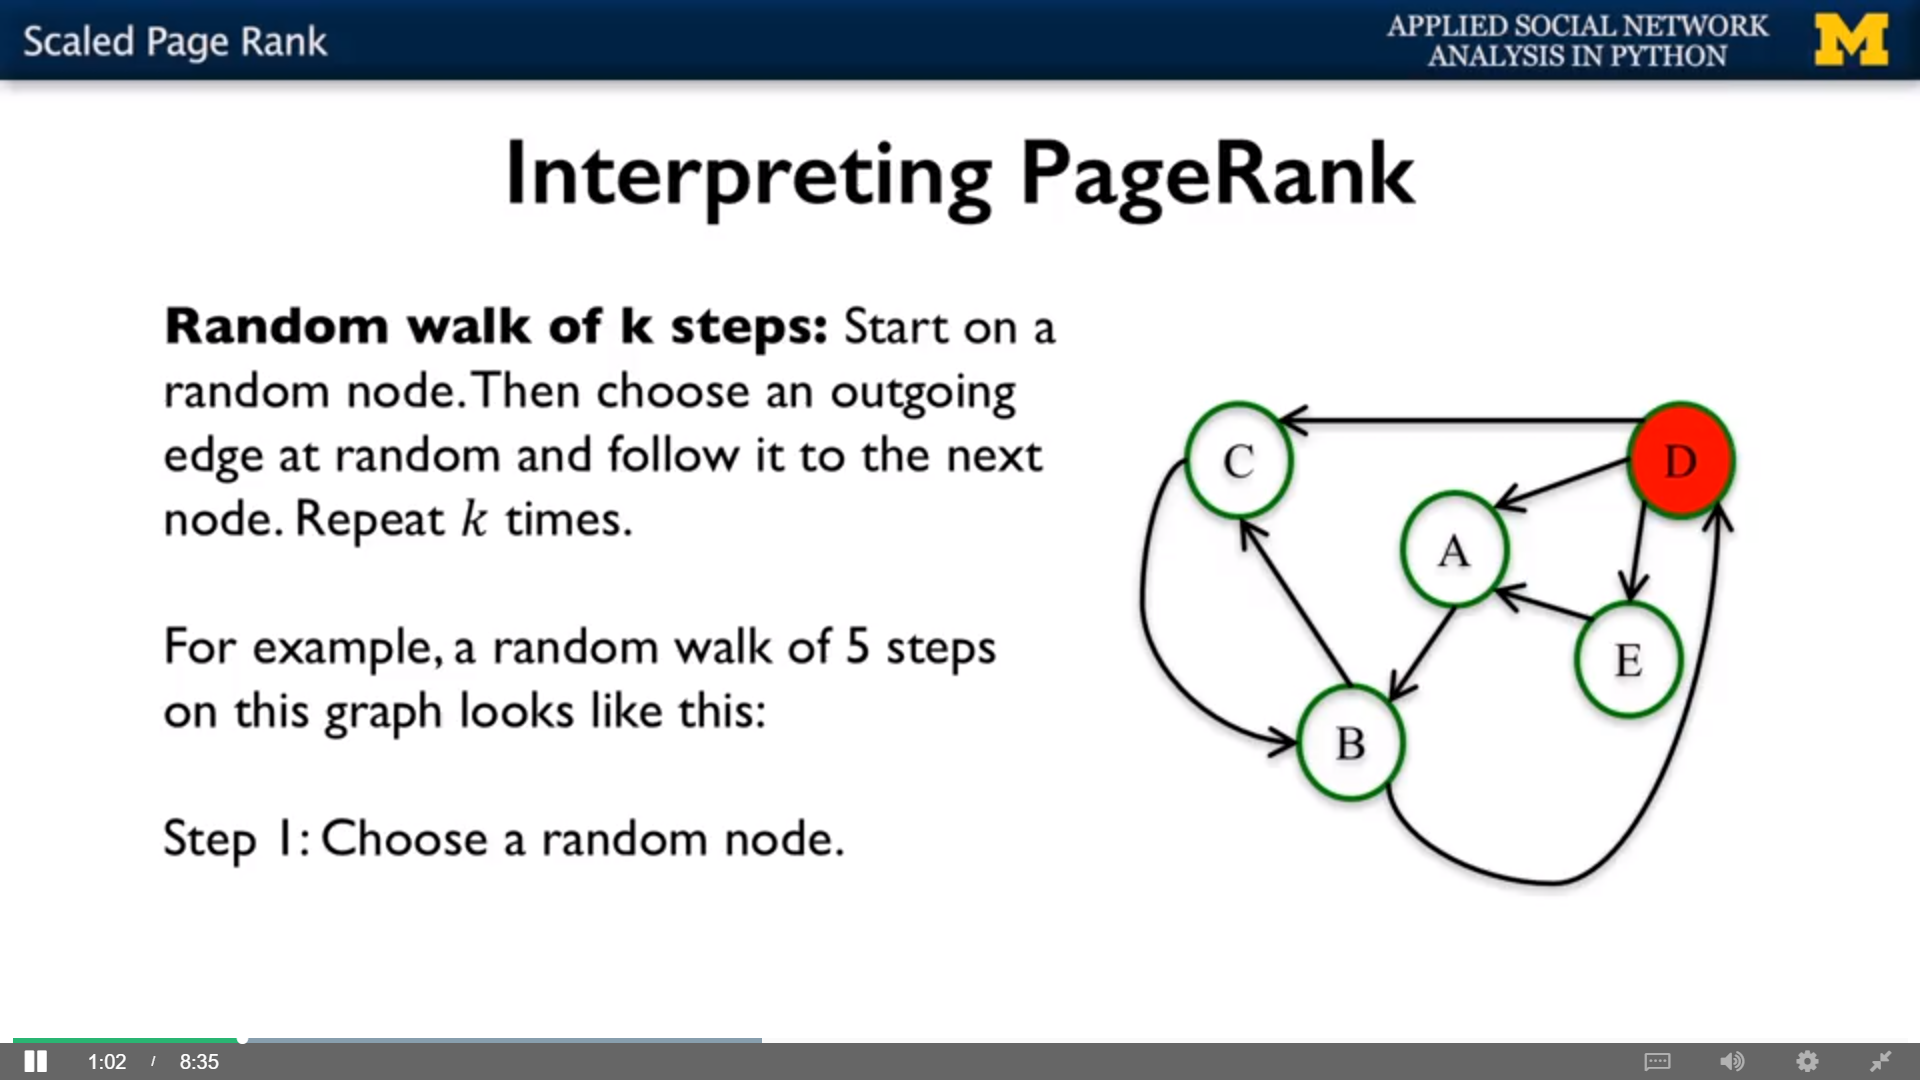 Scaled Page Rank
APPLIED SOCIAL NETWORK
ANALYSIS IN PYTHON
M
Interpreting PageRank
Random walk of k steps: Start on a
random node. Then choose an outgoing
edge at random and follow it to the next
node. Repeat k times.
For example, a random walk of 5 steps
on this graph looks like this:
Step 1: Choose a random node.
C
D
A
E
B
1:02 / 8:35